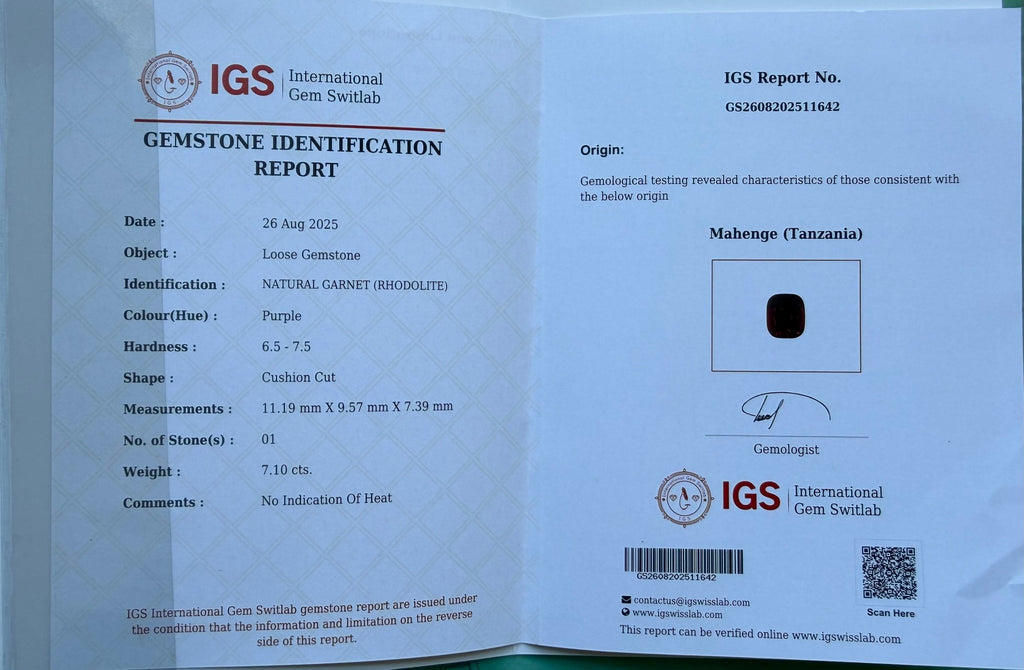 IGS International
Gem Switlab
GEMSTONE IDENTIFICATION
REPORT
Date : 26 Aug 2025
Object : Loose Gemstone
Identification : NATURAL GARNET (RHODOLITE)
Colour(Hue) : Purple
Hardness : 6.5 - 7.5
Shape : Cushion Cut
Measurements : 11.19 mm X 9.57 mm X 7.39 mm
No. of Stone(s) : 01
Weight : 7.10 cts.
Comments : No Indication Of Heat
IGS International Gem Switlab gemstone report are issued under
the condition that the information and limitation on the reverse
side of this report.
IGS Report No.
GS2608202511642
Origin:
Gemological testing revealed characteristics of those consistent with
the below origin
Mahenge (Tanzania)
Gemologist
IGS International
Gem Switlab
GS2608202511642
contactus@igswisslab.com
www.igswisslab.com
Scan Here
This report can be verified online www.igswisslab.com